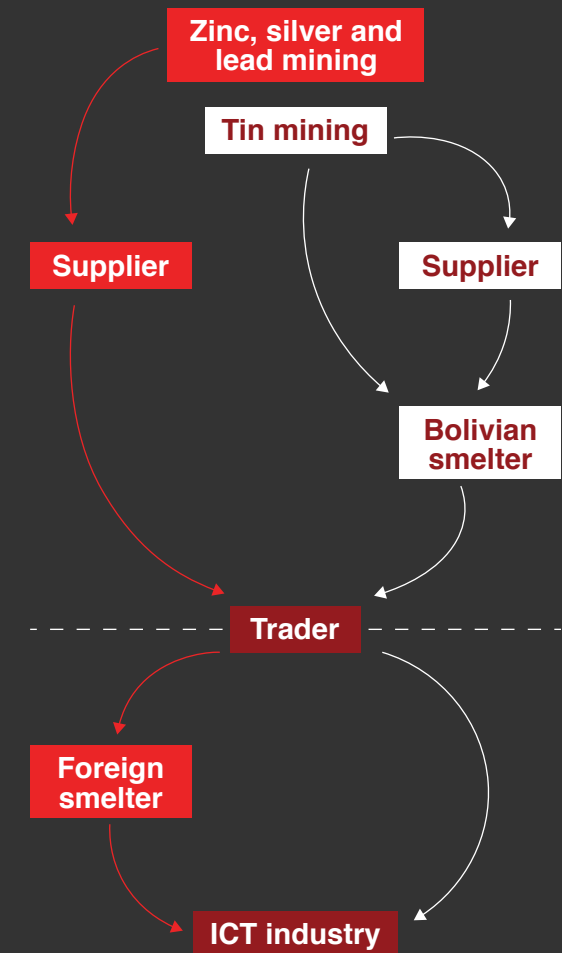 Zinc, silver and
lead mining
Tin mining
Supplier
Supplier
Bolivian
smelter
Trader
Foreign
smelter
ICT industry